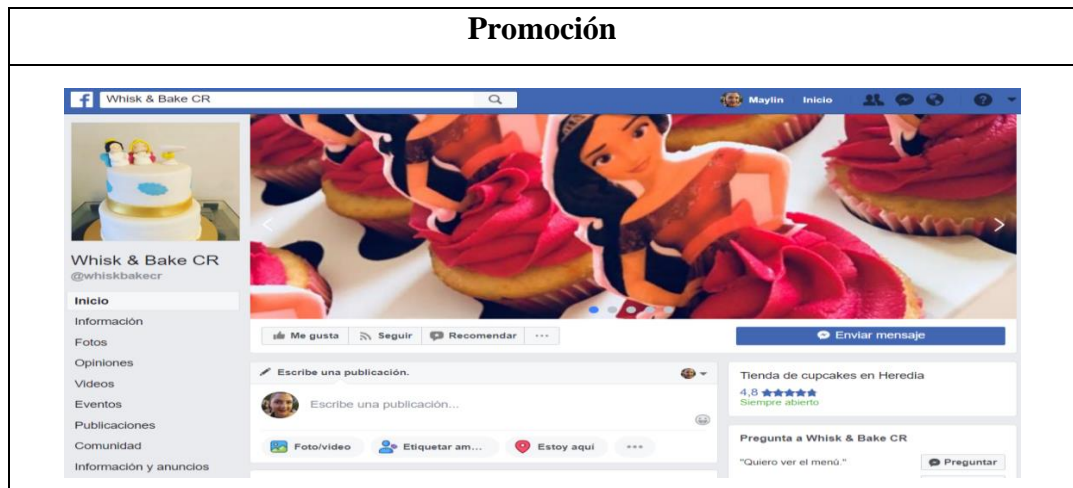 Promoción
Whisk & Bake CR
Maylin Inicio
Whisk & Bake CR
@whiskbakecr
Inicio
Información
Fotos
Opiniones
Videos
Eventos
Publicaciones
Comunidad
Información y anuncios
Me gusta Seguir Recomendar ...
Enviar mensaje
Escribe una publicación.
Escribe una publicación...
Foto/video Etiquetar am... Estoy aquí ...
Tienda de cupcakes en Heredia
4,8 ★★★★★
Siempre abierto
Pregunta a Whisk & Bake CR
"Quiero ver el menú." Preguntar